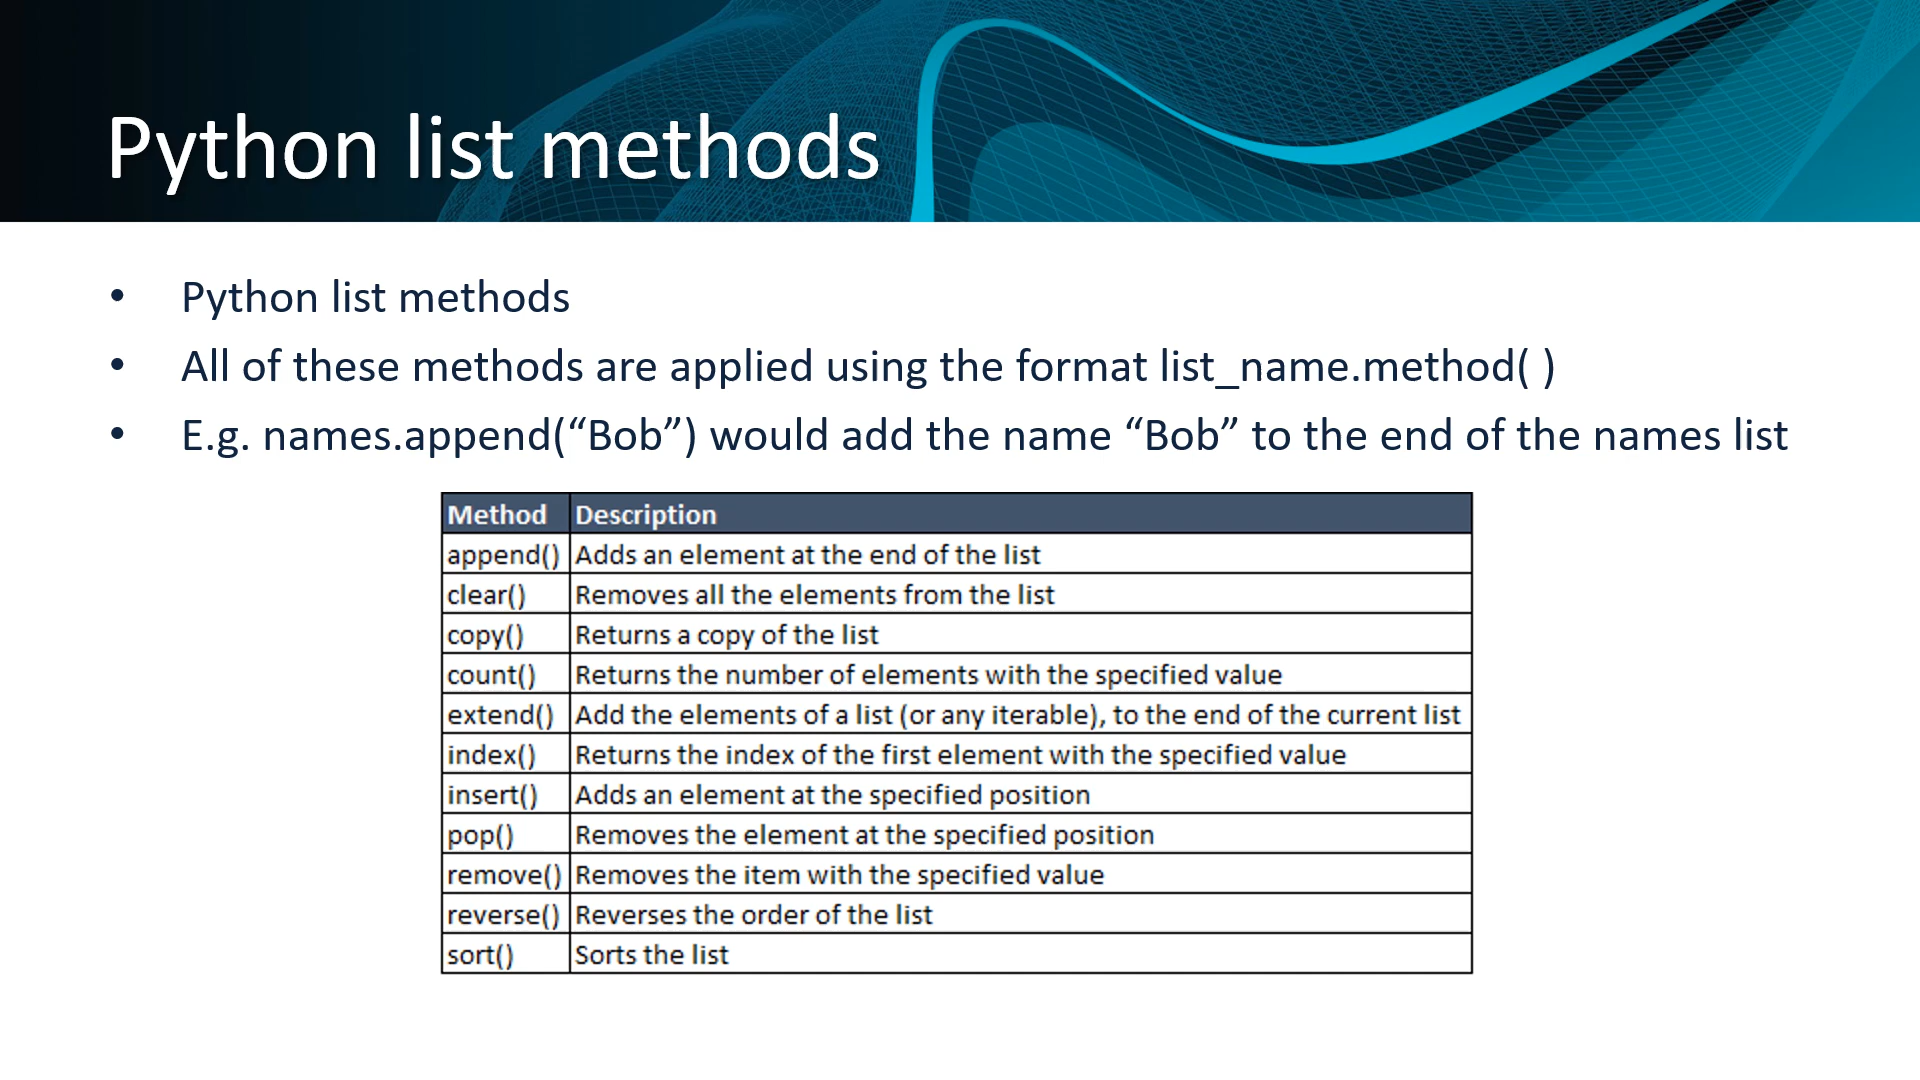 Python list methods
• Python list methods
• All of these methods are applied using the format list_name.method( )
• E.g. names.append(“Bob”) would add the name “Bob” to the end of the names list
Method Description
append() Adds an element at the end of the list
clear() Removes all the elements from the list
copy() Returns a copy of the list
count() Returns the number of elements with the specified value
extend() Add the elements of a list (or any iterable), to the end of the current list
index() Returns the index of the first element with the specified value
insert() Adds an element at the specified position
pop() Removes the element at the specified position
remove() Removes the item with the specified value
reverse() Reverses the order of the list
sort() Sorts the list